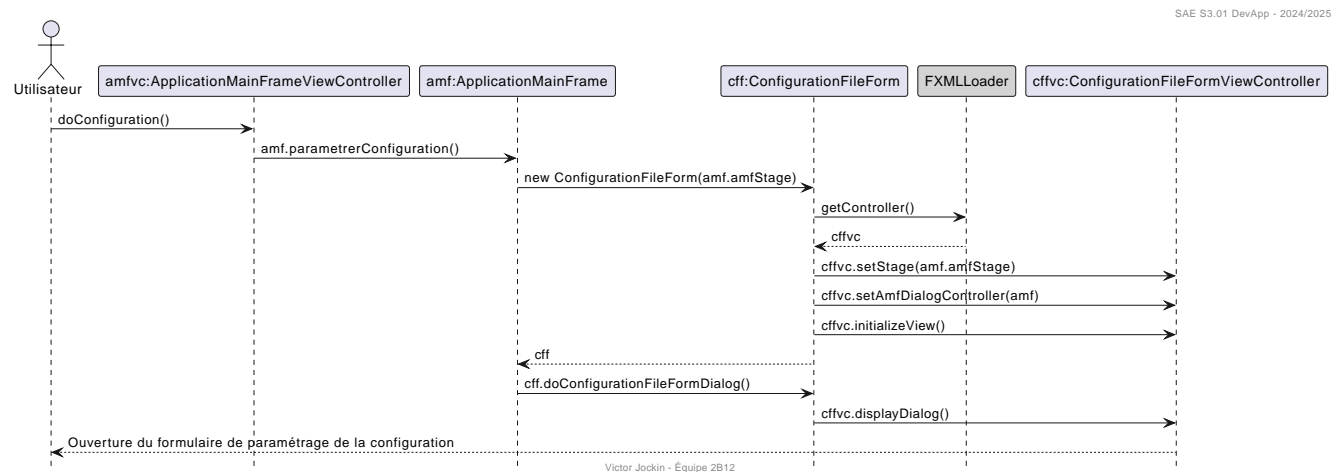 SAE S3.01 DevApp - 2024/2025
Utilisateur
amfvc:ApplicationMainFrameViewController
amf:ApplicationMainFrame
cff:ConfigurationFileForm
FXMLLoader
cffvc:ConfigurationFileFormViewController
doConfiguration()
amf.parametrerConfiguration()
new ConfigurationFileForm(amf.amfStage)
getController()
cffvc
cffvc.setStage(amf.amfStage)
cffvc.setAmfDialogController(amf)
cffvc.initializeView()
cff
cff.doConfigurationFileFormDialog()
cffvc.displayDialog()
Ouverture du formulaire de paramétrage de la configuration
Victor Jockin - Équipe 2B12